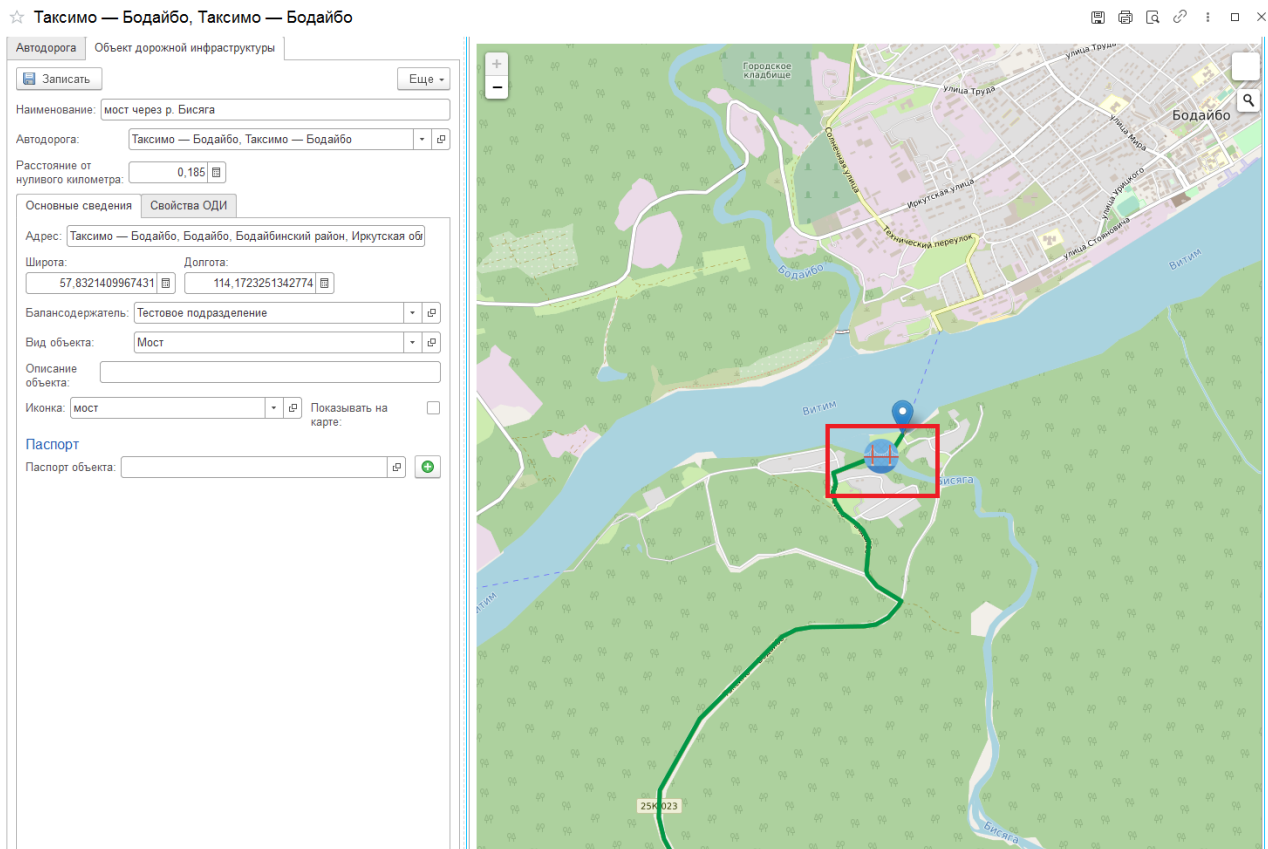 Таксимо — Бодайбо, Таксимо — Бодайбо
Автодорога
Объект дорожной инфраструктуры
Записать
Еще
Наименование: мост через р. Бисяга
Автодорога: Таксимо — Бодайбо, Таксимо — Бодайбо
Расстояние от
нуливого километра: 0,185
Основные сведения
Свойства ОДИ
Адрес: Таксимо — Бодайбо, Бодайбо, Бодайбинский район, Иркутская обл
Широта: Долгота:
57,8321409967431 114,1723251342774
Балансодержатель: Тестовое подразделение
Вид объекта: Мост
Описание
объекта:
Иконка: мост
Показывать на
карте:
Паспорт
Паспорт объекта:
+
−
Городское
кладбище
улица Труда
улица Труда
Бодайбо
Солнечная улица
улица Мира
Иркутская улица
улица Урицкого
Технический переулок
улица Стояновича
Бодайбо
Витим
Витим
Бисяга
Витим
25К-023
Бисяга